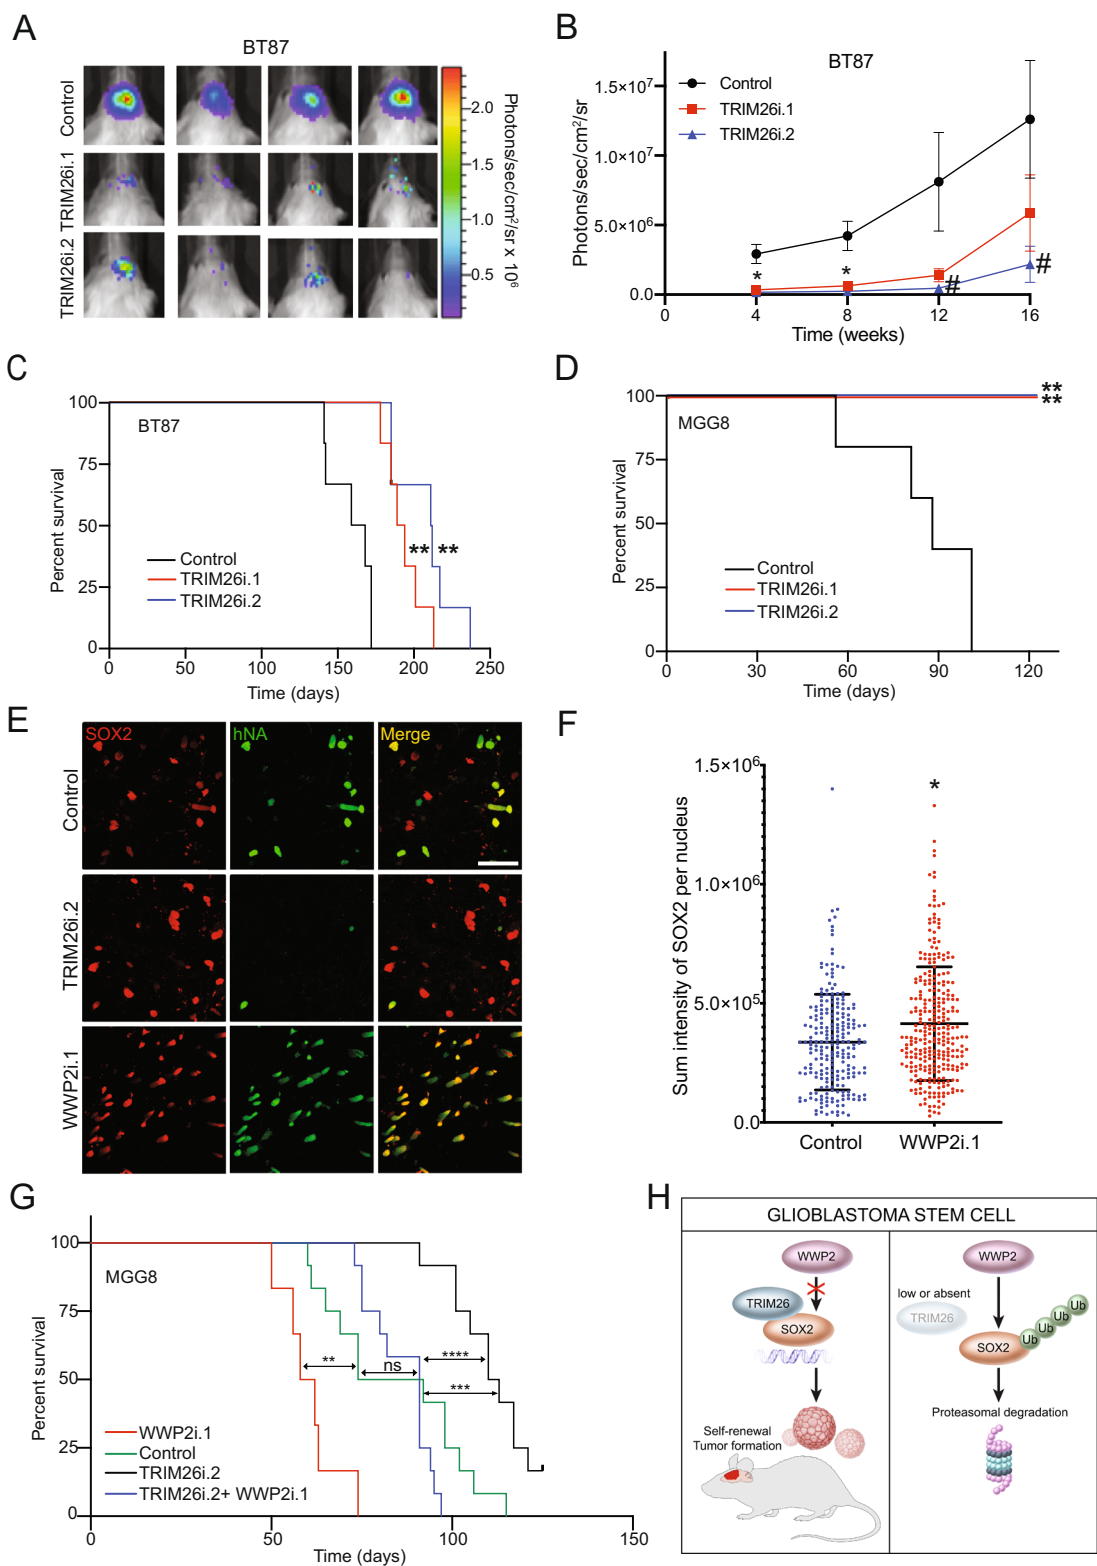 A
BT87
Control
TRIM26i.1
TRIM26i.2
2.0
1.5
1.0
0.5
Photons/sec/cm²/sr x 10⁶
B
BT87
Control
TRIM26i.1
TRIM26i.2
Photons/sec/cm²/sr
1.5×10⁷
1.0×10⁷
5.0×10⁶
0.0
* * # #
0 4 8 12 16
Time (weeks)
C
BT87
Percent survival
100
75
50
25
0
Control
TRIM26i.1
TRIM26i.2
** **
0 50 100 150 200 250
Time (days)
D
MGG8
Percent survival
100
75
50
25
0
**
**
Control
TRIM26i.1
TRIM26i.2
0 30 60 90 120
Time (days)
E
SOX2 hNA Merge
Control
TRIM26i.2
WWP2i.1
F
Sum intensity of SOX2 per nucleus
1.5×10⁶
1.0×10⁶
5.0×10⁵
0.0
*
Control WWP2i.1
G
MGG8
Percent survival
100
75
50
25
0
** ns ****
***
WWP2i.1
Control
TRIM26i.2
TRIM26i.2+ WWP2i.1
0 50 100 150
Time (days)
H
GLIOBLASTOMA STEM CELL
WWP2
TRIM26
SOX2
Self-renewal
Tumor formation
WWP2
low or absent
TRIM26
SOX2
Ub Ub Ub Ub
Proteasomal degradation